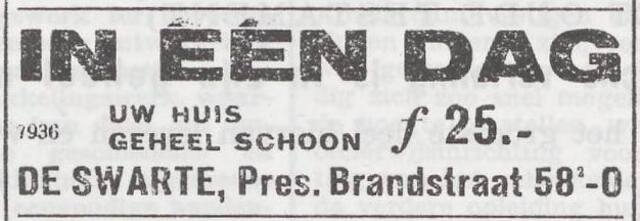 IN ÉÉN DAG
7936
UW HUIS
GEHEEL SCHOON
f 25.-
DE SWARTE, Pres. Brandstraat 58²-O